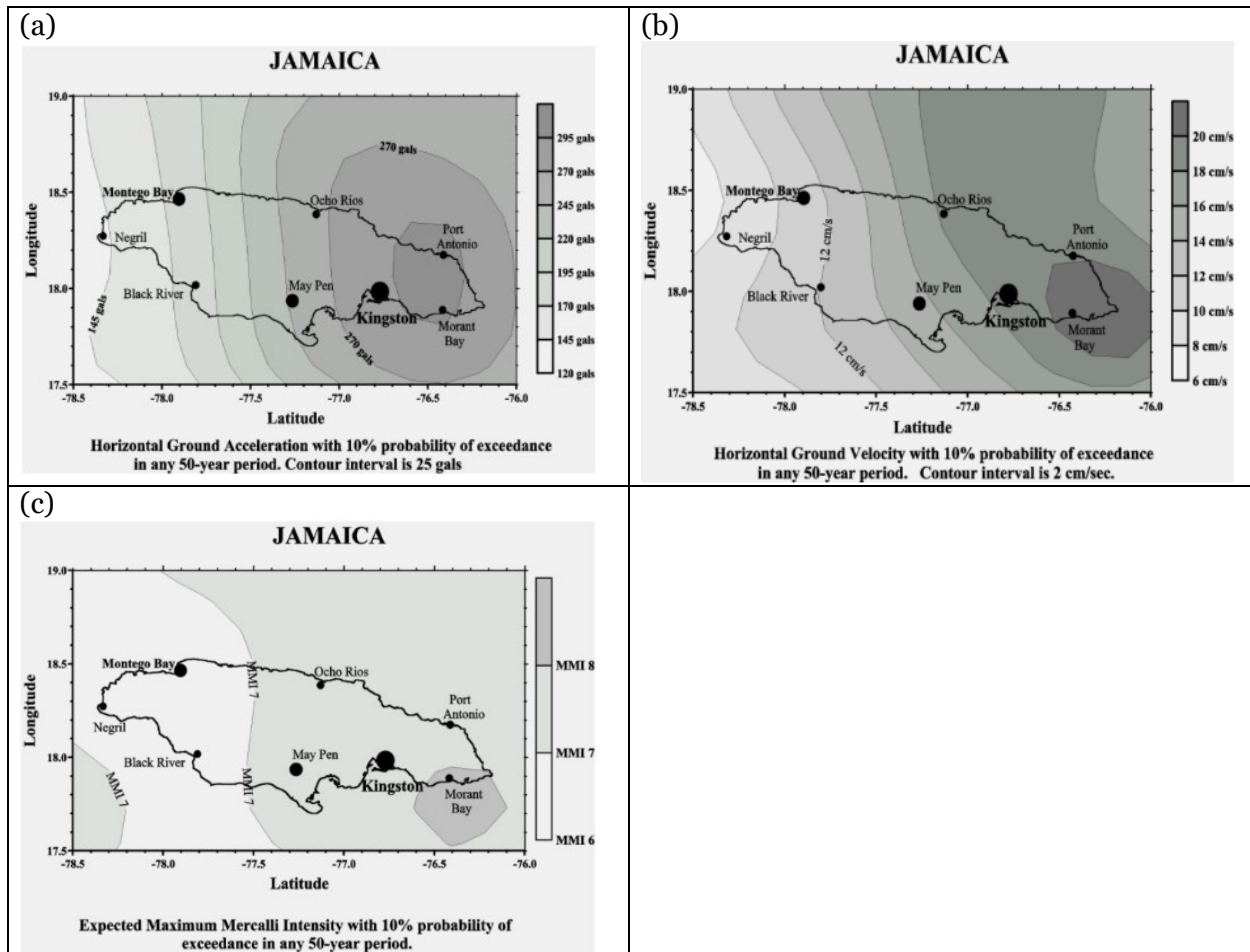 (a)
JAMAICA
19.0
18.5
18.0
17.5
Longitude
-78.5 -78.0 -77.5 -77.0 -76.5 -76.0
Latitude
270 gals
Montego Bay
Ocho Rios
Negril
Port
Antonio
Black River
May Pen
Kingston
Morant
Bay
145 gals
270 gals
295 gals
270 gals
245 gals
220 gals
195 gals
170 gals
145 gals
120 gals
Horizontal Ground Acceleration with 10% probability of exceedance
in any 50-year period. Contour interval is 25 gals
(b)
JAMAICA
19.0
18.5
18.0
17.5
Longitude
-78.5 -78.0 -77.5 -77.0 -76.5 -76.0
Latitude
Montego Bay
Ocho Rios
Negril
12 cm/s
Port
Antonio
Black River
May Pen
Kingston
Morant
Bay
12 cm/s
20 cm/s
18 cm/s
16 cm/s
14 cm/s
12 cm/s
10 cm/s
8 cm/s
6 cm/s
Horizontal Ground Velocity with 10% probability of exceedance
in any 50-year period. Contour interval is 2 cm/sec.
(c)
JAMAICA
19.0
18.5
18.0
17.5
Longitude
-78.5 -78.0 -77.5 -77.0 -76.5 -76.0
Latitude
Montego Bay
MMI 7
Ocho Rios
Negril
Port
Antonio
Black River
May Pen
Kingston
MMI 7
MMI 7
Morant
Bay
MMI 8
MMI 7
MMI 6
Expected Maximum Mercalli Intensity with 10% probability of
exceedance in any 50-year period.